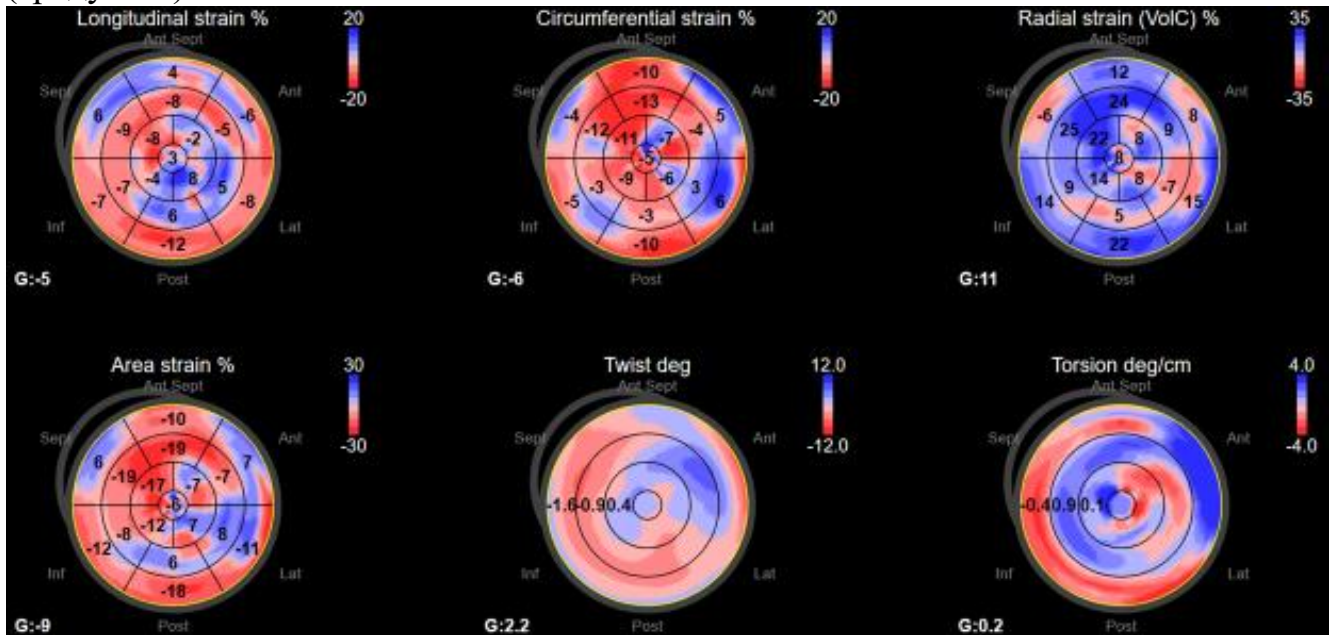 Longitudinal strain %
20
-20
Ant Sept
Sept
Ant
Inf
Lat
Post
4
6
-6
-8
-9
-5
-8
-2
3
-4
8
-7
5
-7
-8
6
-12
G:-5
Circumferential strain %
20
-20
Ant Sept
-10
-4
5
-13
-12
-4
-11
-7
-5
-9
-6
-3
3
-5
6
-3
-10
G:-6
Radial strain (VolC) %
35
-35
Ant Sept
Sept
Ant
Inf
Lat
Post
12
-6
8
24
25
9
22
8
8
14
8
9
-7
14
15
5
22
G:11
Area strain %
30
-30
Ant Sept
Sept
Ant
Inf
Lat
Post
-10
6
7
-19
-19
-7
-17
-7
-6
-12
7
-8
8
-12
-11
6
-18
G:-9
Twist deg
12.0
-12.0
Ant Sept
Sept
Ant
Inf
Lat
Post
-1.6
-0.9
0.4
G:2.2
Torsion deg/cm
4.0
-4.0
Ant Sept
Sept
Ant
Inf
Lat
Post
-0.4
0.9
0.1
G:0.2